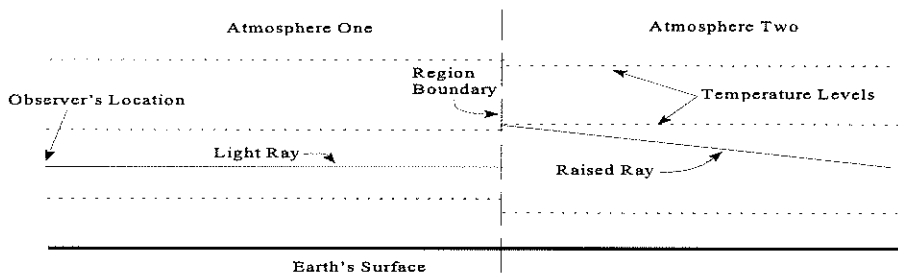 Atmosphere One
Atmosphere Two
Region
Boundary
Observer's Location
Temperature Levels
Light Ray
Raised Ray
Earth's Surface